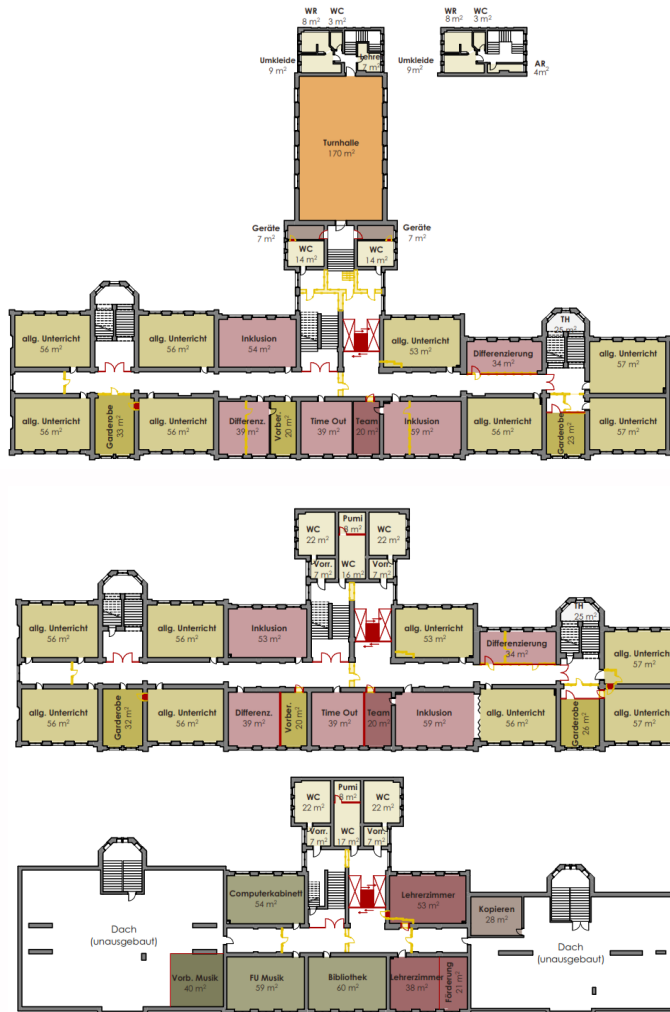 WR
8 m²
WC
3 m²
Umkleide
9 m²
Lehrer
7 m²
WR
8 m²
WC
3 m²
Umkleide
9m²
AR
4m²
Turnhalle
170 m²
Geräte
7 m²
Geräte
7 m²
WC
14 m²
WC
14 m²
allg. Unterricht
56 m²
allg. Unterricht
56 m²
Inklusion
54 m²
allg. Unterricht
53 m²
Differenzierung
34 m²
TH
25 m²
allg. Unterricht
57 m²
allg. Unterricht
56 m²
Garderobe
33 m²
allg. Unterricht
56 m²
Differenz.
39 m²
Vorber.
20 m²
Time Out
39 m²
Team
20 m²
Inklusion
59 m²
allg. Unterricht
56 m²
Garderobe
23 m²
allg. Unterricht
57 m²
Pumi
8 m²
WC
22 m²
WC
22 m²
Vorr.
7 m²
WC
16 m²
Vorr.
7 m²
allg. Unterricht
56 m²
allg. Unterricht
56 m²
Inklusion
53 m²
allg. Unterricht
53 m²
Differenzierung
34 m²
TH
25 m²
allg. Unterricht
57 m²
allg. Unterricht
56 m²
Garderobe
32 m²
allg. Unterricht
56 m²
Differenz.
39 m²
Vorber.
20 m²
Time Out
39 m²
Team
20 m²
Inklusion
59 m²
allg. Unterricht
56 m²
Garderobe
26 m²
allg. Unterricht
57 m²
Pumi
8 m²
WC
22 m²
WC
22 m²
Vorr.
7 m²
WC
17 m²
Vorr.
7 m²
Computerkabinett
54 m²
Lehrerzimmer
53 m²
Kopieren
28 m²
Dach
(unausgebaut)
Dach
(unausgebaut)
Vorb. Musik
40 m²
FU Musik
59 m²
Bibliothek
60 m²
Lehrerzimmer
38 m²
Förderung
21 m²